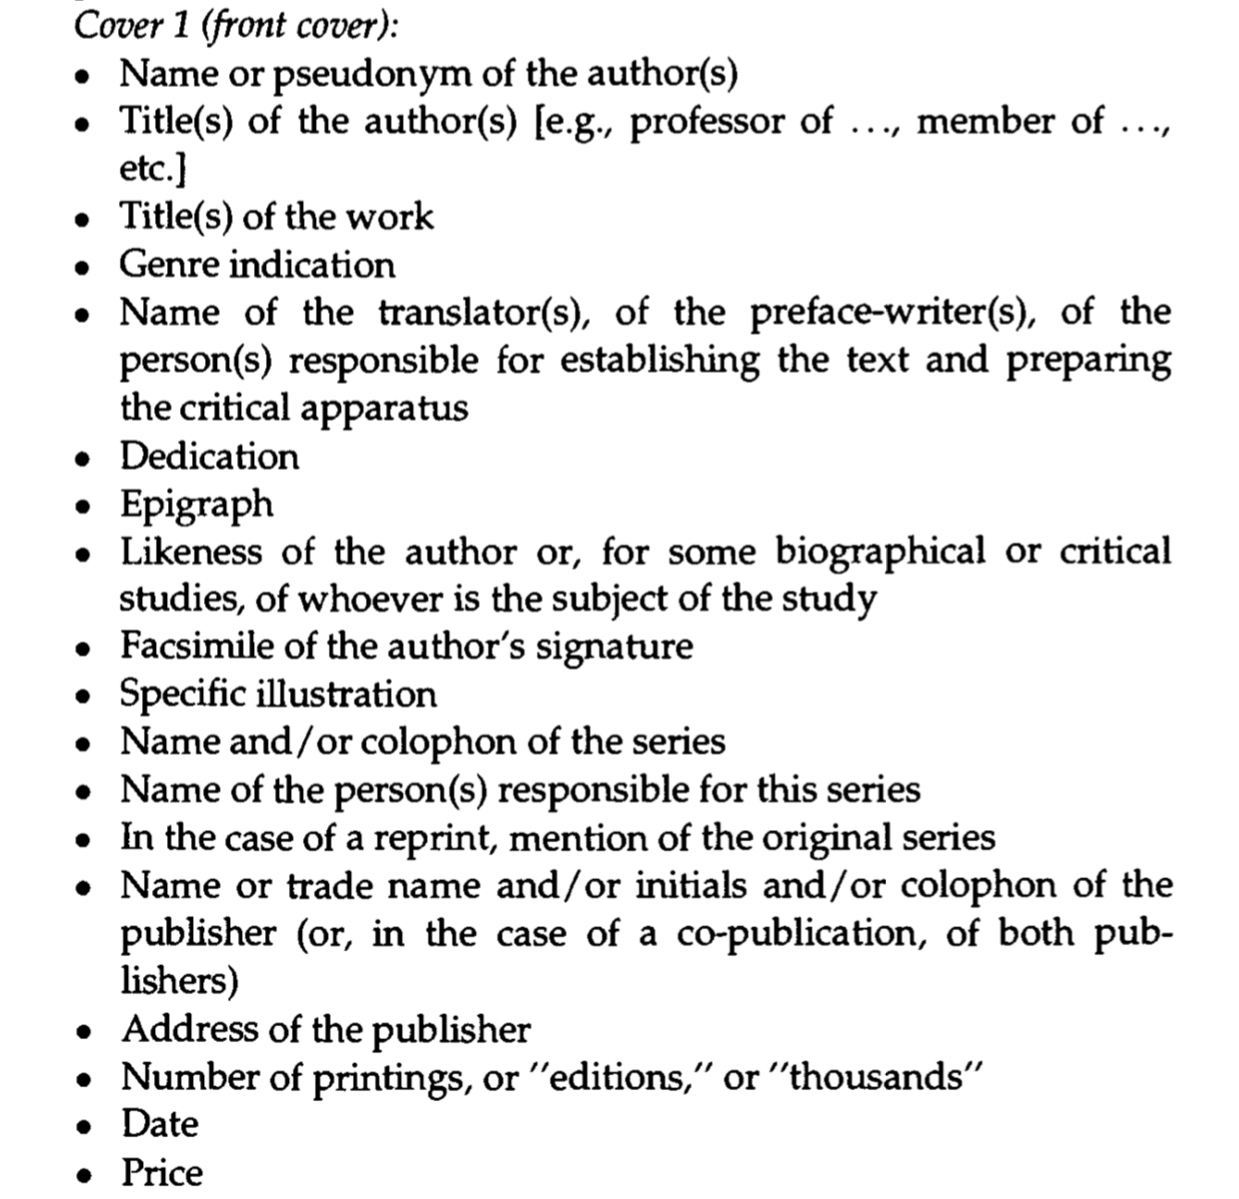 Cover 1 (front cover):
• Name or pseudonym of the author(s)
• Title(s) of the author(s) [e.g., professor of . . ., member of . . .,
etc.]
• Title(s) of the work
• Genre indication
• Name of the translator(s), of the preface-writer(s), of the
person(s) responsible for establishing the text and preparing
the critical apparatus
• Dedication
• Epigraph
• Likeness of the author or, for some biographical or critical
studies, of whoever is the subject of the study
• Facsimile of the author's signature
• Specific illustration
• Name and/or colophon of the series
• Name of the person(s) responsible for this series
• In the case of a reprint, mention of the original series
• Name or trade name and/or initials and/or colophon of the
publisher (or, in the case of a co-publication, of both pub-
lishers)
• Address of the publisher
• Number of printings, or "editions," or "thousands"
• Date
• Price